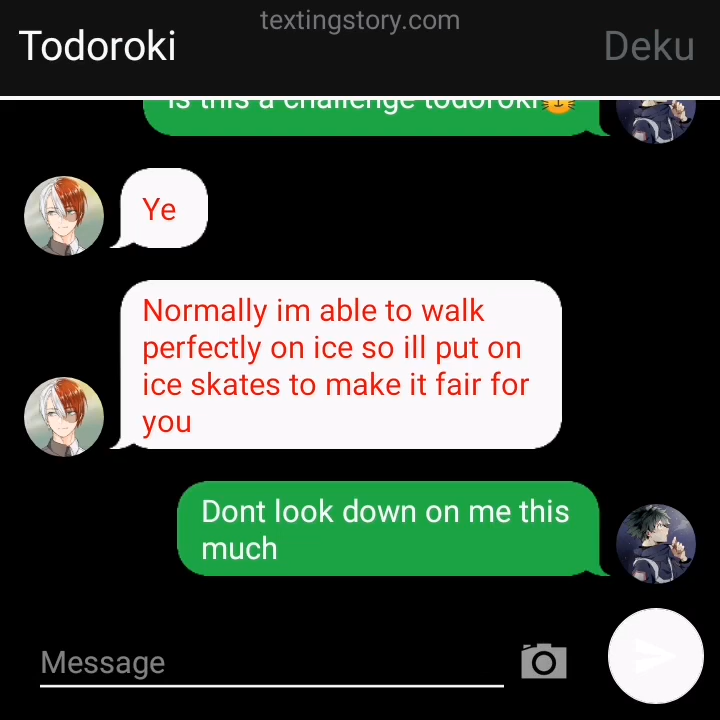 textingstory.com
Todoroki
Deku
Is this a challenge todoroki
Ye
Normally im able to walk
perfectly on ice so ill put on
ice skates to make it fair for
you
Dont look down on me this
much
Message